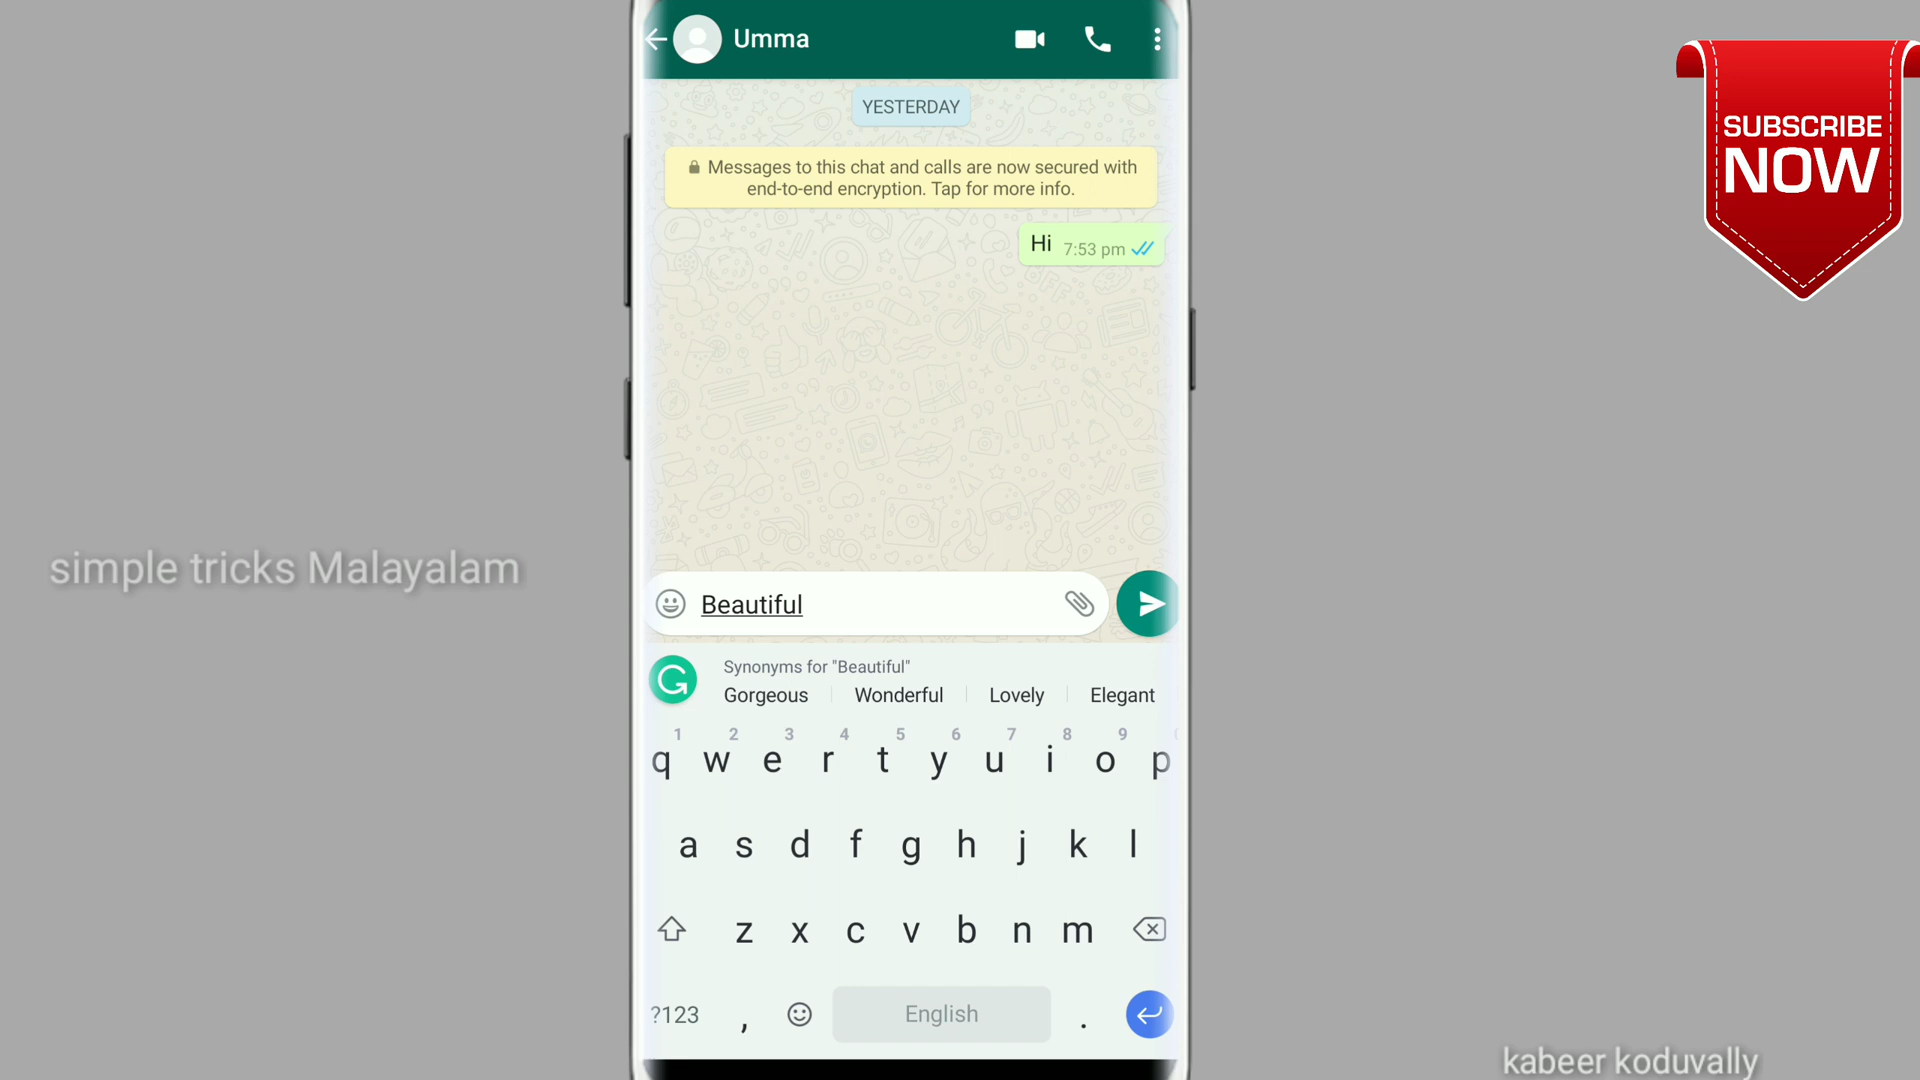 Umma
YESTERDAY
Messages to this chat and calls are now secured with
end-to-end encryption. Tap for more info.
Hi 7:53 pm
SUBSCRIBE
NOW
simple tricks Malayalam
Beautiful
Synonyms for "Beautiful"
Gorgeous Wonderful Lovely Elegant
1 2 3 4 5 6 7 8 9
q w e r t y u i o p
a s d f g h j k l
z x c v b n m
?123 , English .
kabeer koduvally